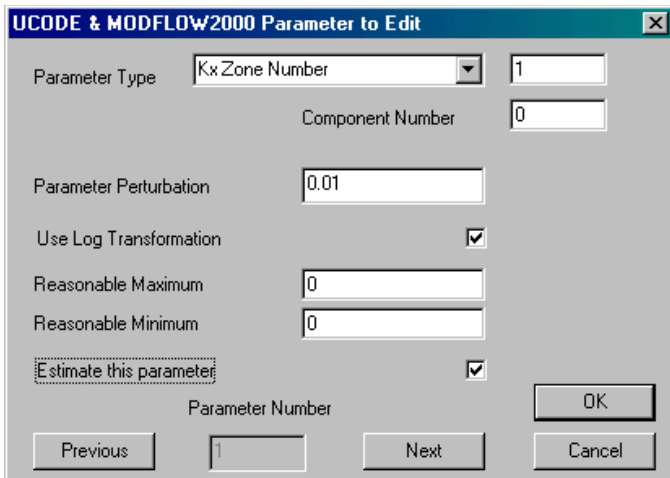 UCODE & MODFLOW2000 Parameter to Edit
Parameter Type Kx Zone Number 1
Component Number 0
Parameter Perturbation 0.01
Use Log Transformation
Reasonable Maximum 0
Reasonable Minimum 0
Estimate this parameter
OK
Parameter Number
Previous 1 Next Cancel